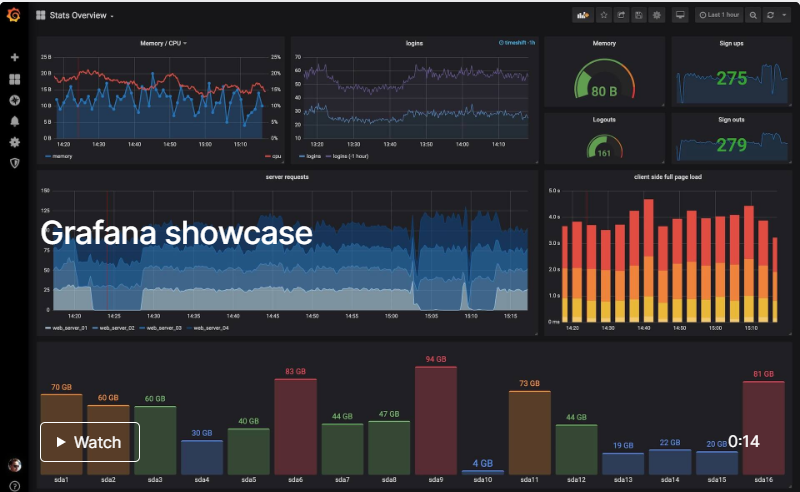 Stats Overview
Last 1 hour
Memory / CPU
25 B
20 B
15 B
10 B
5 B
0 B
25%
20%
15%
10%
5%
0%
14:20
14:30
14:40
14:50
15:00
15:10
memory
cpu
logins
timeshift -1h
70
60
50
40
30
20
10
13:20
13:30
13:40
13:50
14:00
14:10
logins
logins (-1 hour)
Memory
80 B
Logouts
161
Sign ups
275
Sign outs
279
server requests
150
125
50
25
0
14:20
14:25
14:30
14:35
14:40
14:45
14:50
14:55
15:00
15:05
15:10
15:15
web_server_01
web_server_02
web_server_03
web_server_04
Grafana showcase
client side full page load
5.0 s
4.0 s
3.0 s
2.0 s
1.0 s
0 ms
14:25
14:30
14:40
14:50
15:00
15:10
70 GB
60 GB
60 GB
30 GB
40 GB
83 GB
44 GB
47 GB
94 GB
4 GB
73 GB
44 GB
19 GB
22 GB
20 GB
81 GB
Watch
0:14
sda1
sda2
sda3
sda4
sda5
sda6
sda7
sda8
sda9
sda10
sda11
sda12
sda13
sda14
sda15
sda16